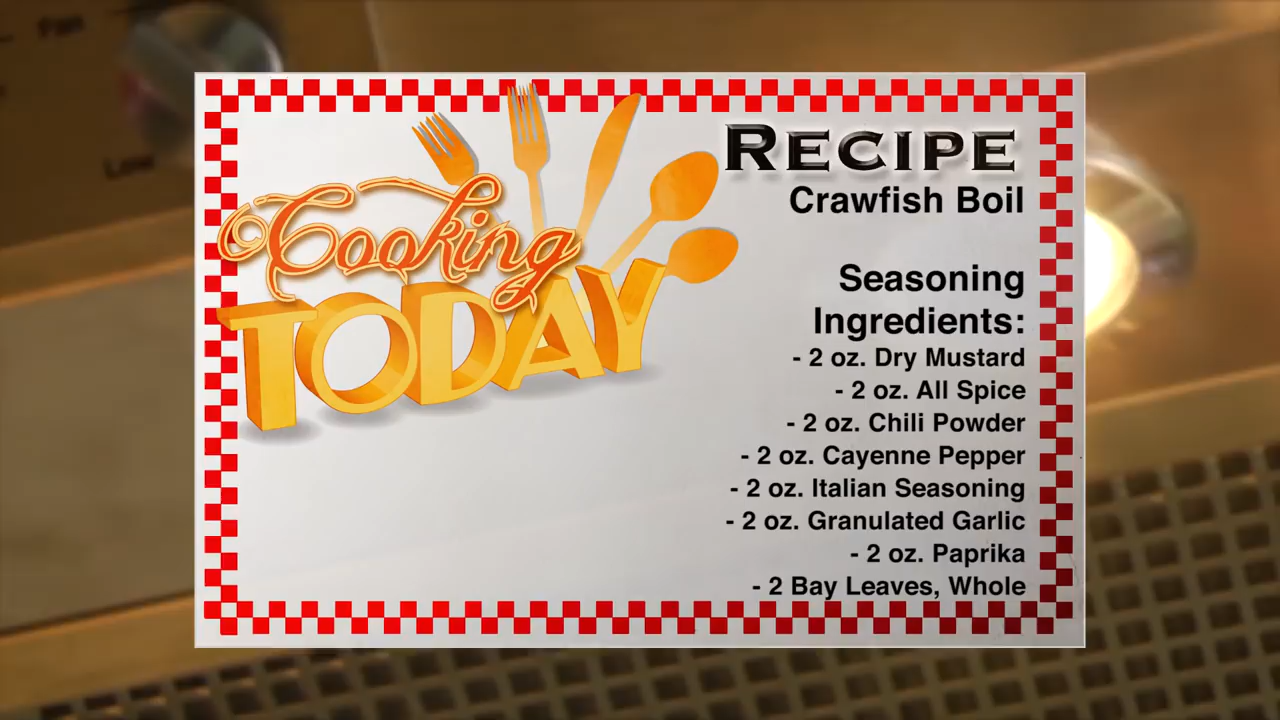 Fan
Low
Cooking
TODAY
RECIPE
Crawfish Boil
Seasoning
Ingredients:
- 2 oz. Dry Mustard
- 2 oz. All Spice
- 2 oz. Chili Powder
- 2 oz. Cayenne Pepper
- 2 oz. Italian Seasoning
- 2 oz. Granulated Garlic
- 2 oz. Paprika
- 2 Bay Leaves, Whole